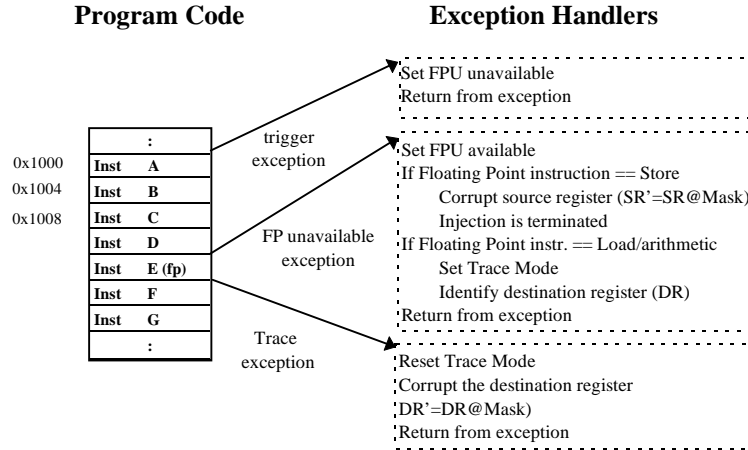 Program Code
Exception Handlers
Set FPU unavailable
Return from exception
trigger
exception
:
0x1000 Inst A
0x1004 Inst B
0x1008 Inst C
Inst D
Inst E (fp)
Inst F
Inst G
:
Set FPU available
If Floating Point instruction == Store
Corrupt source register (SR’=SR@Mask)
Injection is terminated
If Floating Point instr. == Load/arithmetic
Set Trace Mode
Identify destination register (DR)
Return from exception
FP unavailable
exception
Trace
exception
Reset Trace Mode
Corrupt the destination register
DR’=DR@Mask)
Return from exception